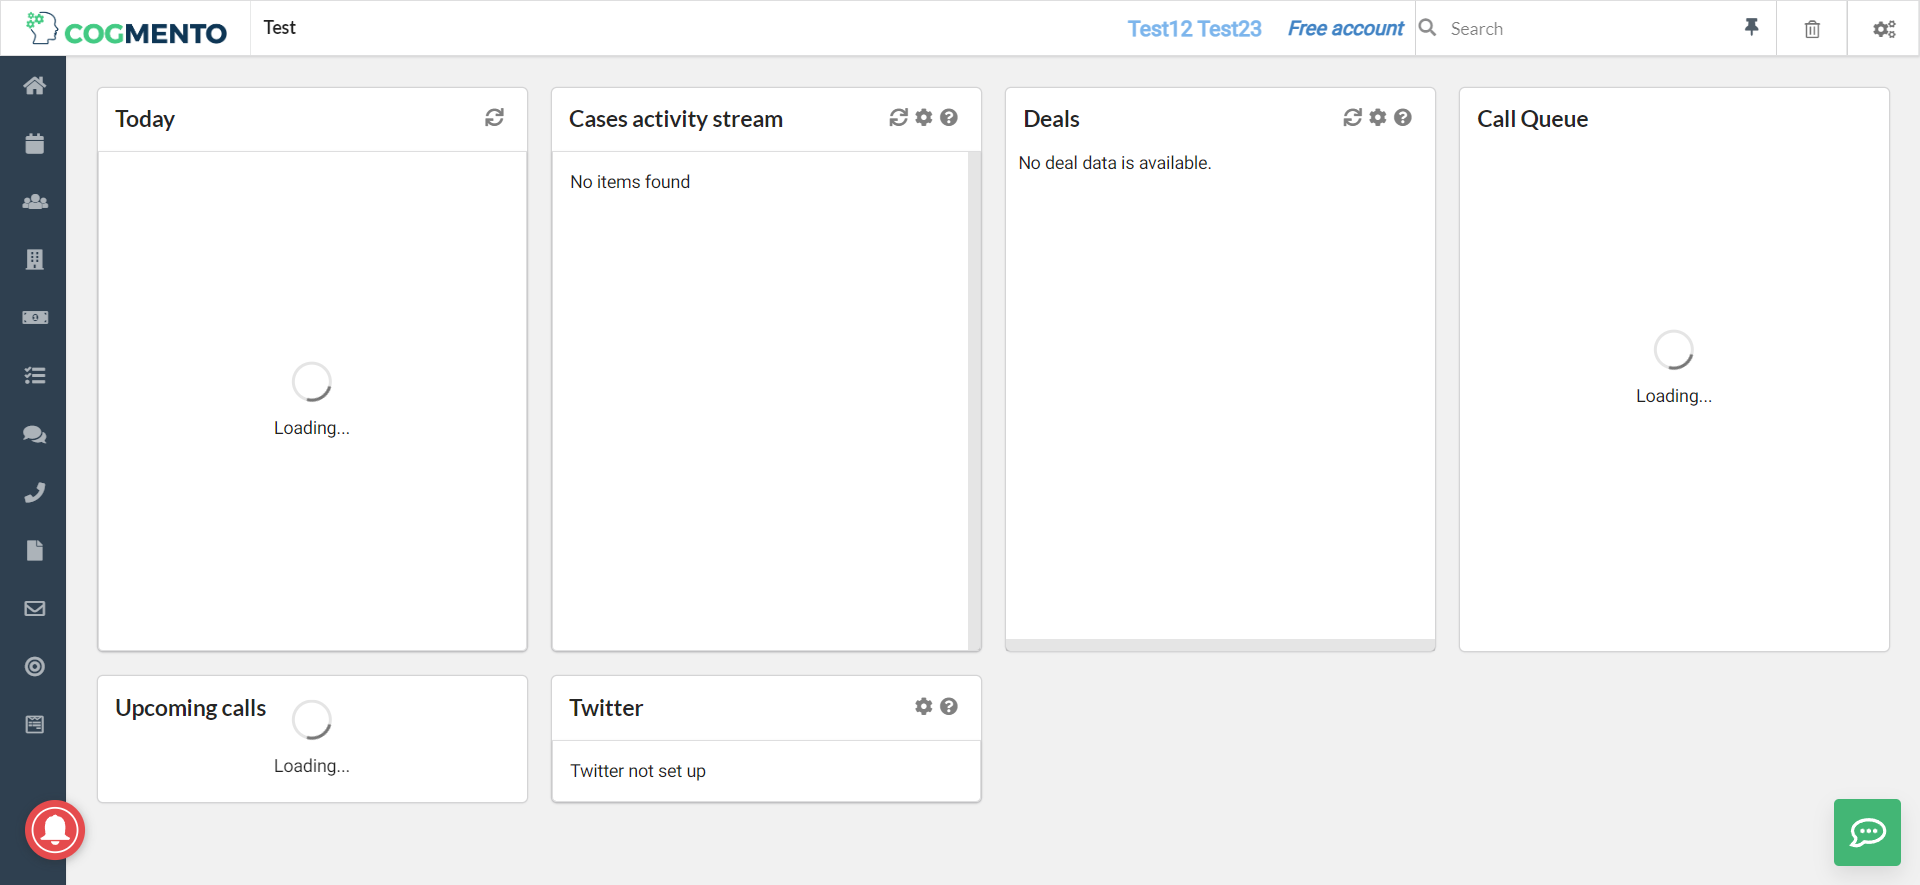 COGMENTO
Test
Test12 Test23
Free account
Search
Today
Loading...
Cases activity stream
No items found
Deals
No deal data is available.
Call Queue
Loading...
Upcoming calls
Loading...
Twitter
Twitter not set up